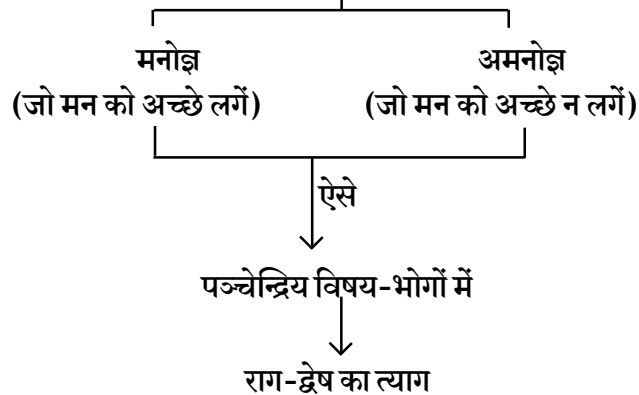 मनोज्ञ अमनोज्ञ
(जो मन को अच्छे लगें) (जो मन को अच्छे न लगें)
ऐसे
पञ्चेन्द्रिय विषय-भोगों में
राग-द्वेष का त्याग